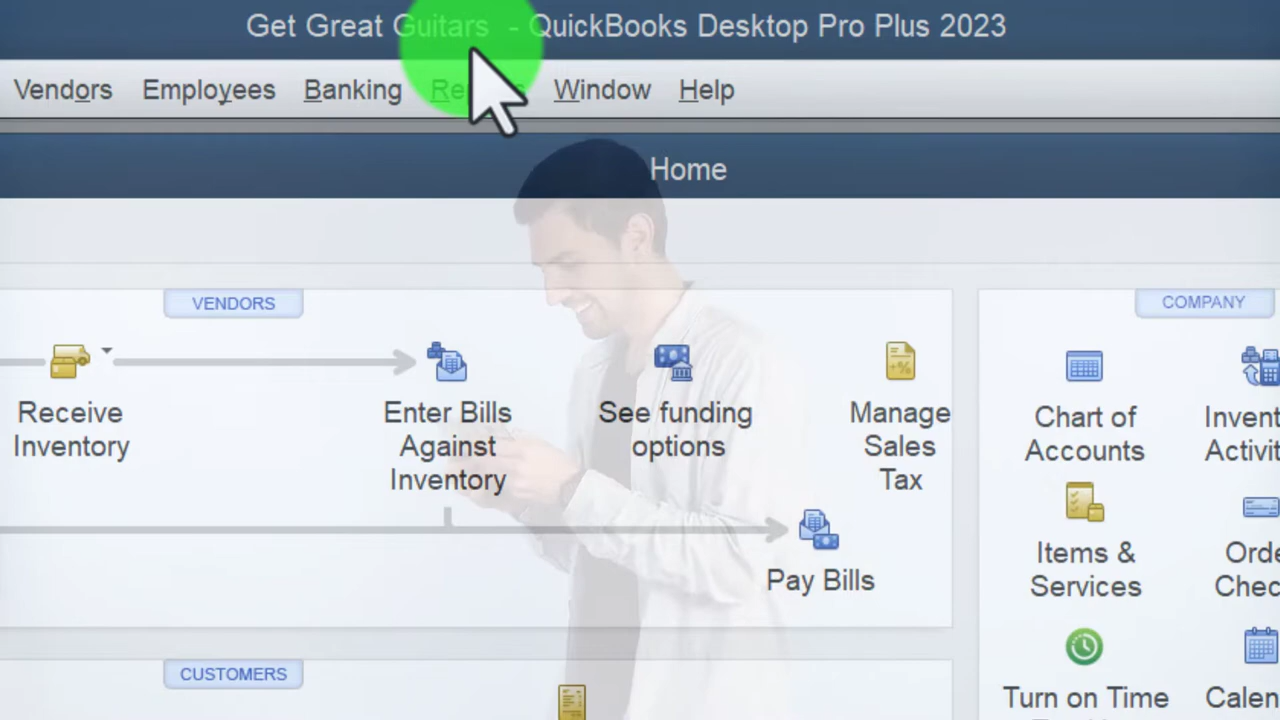 Get Great Guitars - QuickBooks Desktop Pro Plus 2023
Vendors Employees Banking Window Help
Home
VENDORS
COMPANY
Receive
Inventory
Enter Bills
Against
Inventory
See funding
options
Manage
Sales
Tax
Pay Bills
Chart of
Accounts
Items &
Services
Turn on Time
CUSTOMERS